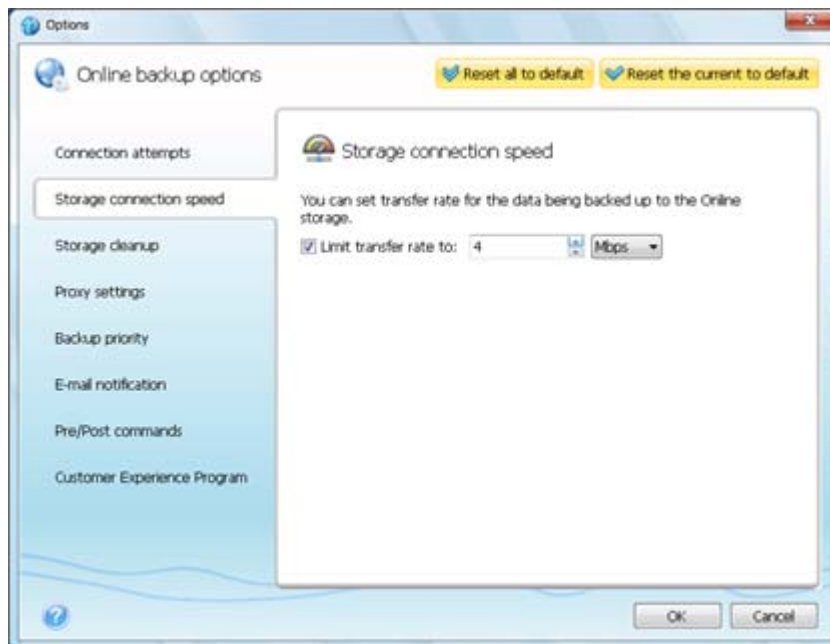 Options
Online backup options
Reset all to default
Reset the current to default
Connection attempts
Storage connection speed
Storage cleanup
Proxy settings
Backup priority
E-mail notification
Pre/Post commands
Customer Experience Program
Storage connection speed
You can set transfer rate for the data being backed up to the Online
storage.
Limit transfer rate to: 4 Mbps
OK
Cancel